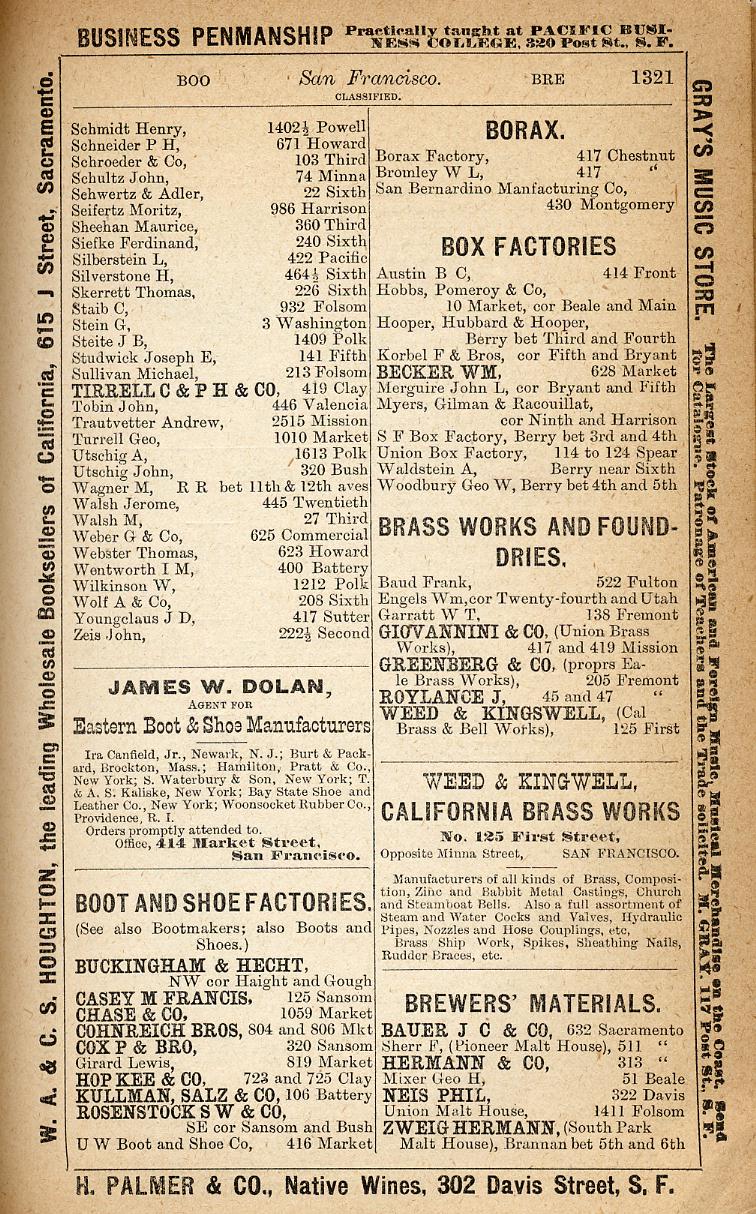 BUSINESS PENMANSHIP Practically taught at PACIFIC BUSI-
NESS COLLEGE, 320 Post St., S. F.
BOO San Francisco. BRE 1321
CLASSIFIED.
Schmidt Henry, 1402½ Powell
Schneider P H, 671 Howard
Schroeder & Co, 103 Third
Schultz John, 74 Minna
Schwertz & Adler, 22 Sixth
Seifertz Moritz, 986 Harrison
Sheehan Maurice, 360 Third
Siefke Ferdinand, 240 Sixth
Silberstein L, 422 Pacific
Silverstone H, 464½ Sixth
Skerrett Thomas, 226 Sixth
Staib C, 932 Folsom
Stein G, 3 Washington
Steite J B, 1409 Polk
Studwick Joseph E, 141 Fifth
Sullivan Michael, 213 Folsom
TIRRELL C & P H & CO, 419 Clay
Tobin John, 446 Valencia
Trautvetter Andrew, 2515 Mission
Turrell Geo, 1010 Market
Utschig A, 1613 Polk
Utschig John, 320 Bush
Wagner M, R R bet 11th & 12th aves
Walsh Jerome, 445 Twentieth
Walsh M, 27 Third
Weber G & Co, 625 Commercial
Webster Thomas, 623 Howard
Wentworth I M, 400 Battery
Wilkinson W, 1212 Polk
Wolf A & Co, 208 Sixth
Youngclaus J D, 417 Sutter
Zeis John, 222½ Second
JAMES W. DOLAN,
AGENT FOR
Eastern Boot & Shoe Manufacturers
Ira Canfield, Jr., Newark, N. J.; Burt & Pack-
ard, Brockton, Mass.; Hamilton, Pratt & Co.,
New York; S. Waterbury & Son, New York; T.
& A. S. Kaliske, New York; Bay State Shoe and
Leather Co., New York; Woonsocket Rubber Co.,
Providence, R. I.
Orders promptly attended to.
Office, 414 Market Street,
San Francisco.
BOOT AND SHOE FACTORIES.
(See also Bootmakers; also Boots and
Shoes.)
BUCKINGHAM & HECHT,
NW cor Haight and Gough
CASEY M FRANCIS, 125 Sansom
CHASE & CO, 1059 Market
COHNREICH BROS, 804 and 806 Mkt
COX P & BRO, 320 Sansom
Girard Lewis, 819 Market
HOP KEE & CO, 723 and 725 Clay
KULLMAN, SALZ & CO, 106 Battery
ROSENSTOCK S W & CO,
SE cor Sansom and Bush
U W Boot and Shoe Co, 416 Market
BORAX.
Borax Factory, 417 Chestnut
Bromley W L, 417 "
San Bernardino Manfacturing Co,
430 Montgomery
BOX FACTORIES
Austin B C, 414 Front
Hobbs, Pomeroy & Co,
10 Market, cor Beale and Main
Hooper, Hubbard & Hooper,
Berry bet Third and Fourth
Korbel F & Bros, cor Fifth and Bryant
BECKER WM, 628 Market
Merguire John L, cor Bryant and Fifth
Myers, Gilman & Racouillat,
cor Ninth and Harrison
S F Box Factory, Berry bet 3rd and 4th
Union Box Factory, 114 to 124 Spear
Waldstein A, Berry near Sixth
Woodbury Geo W, Berry bet 4th and 5th
BRASS WORKS AND FOUND-
DRIES.
Baud Frank, 522 Fulton
Engels Wm, cor Twenty-fourth and Utah
Garratt W T, 138 Fremont
GIOVANNINI & CO, (Union Brass
Works), 417 and 419 Mission
GREENBERG & CO, (proprs Ea-
le Brass Works), 205 Fremont
ROYLANCE J, 45 and 47 "
WEED & KINGSWELL, (Cal
Brass & Bell Works), 125 First
WEED & KINGWELL,
CALIFORNIA BRASS WORKS
No. 125 First Street,
Opposite Minna Street, SAN FRANCISCO.
Manufacturers of all kinds of Brass, Composi-
tion, Zinc and Babbit Metal Castings, Church
and Steamboat Bells. Also a full assortment of
Steam and Water Cocks and Valves, Hydraulic
Pipes, Nozzles and Hose Couplings, etc,
Brass Ship Work, Spikes, Sheathing Nails,
Rudder Braces, etc.
BREWERS' MATERIALS.
BAUER J C & CO, 632 Sacramento
Sherr F, (Pioneer Malt House), 511 "
HERMANN & CO, 313 "
Mixer Geo H, 51 Beale
NEIS PHIL, 322 Davis
Union Malt House, 1411 Folsom
ZWEIG HERMANN, (South Park
Malt House), Brannan bet 5th and 6th
W. A. & C. S. HOUGHTON, the leading Wholesale Booksellers of California, 615 J Street, Sacramento.
GRAY'S MUSIC STORE. The Largest Stock of American and Foreign Music, Musical Merchandise on the Coast. Send
for Catalogue. Patronage of Teachers and the Trade solicited. M. GRAY. 117 Post St., S. F.
H. PALMER & CO., Native Wines, 302 Davis Street, S, F.